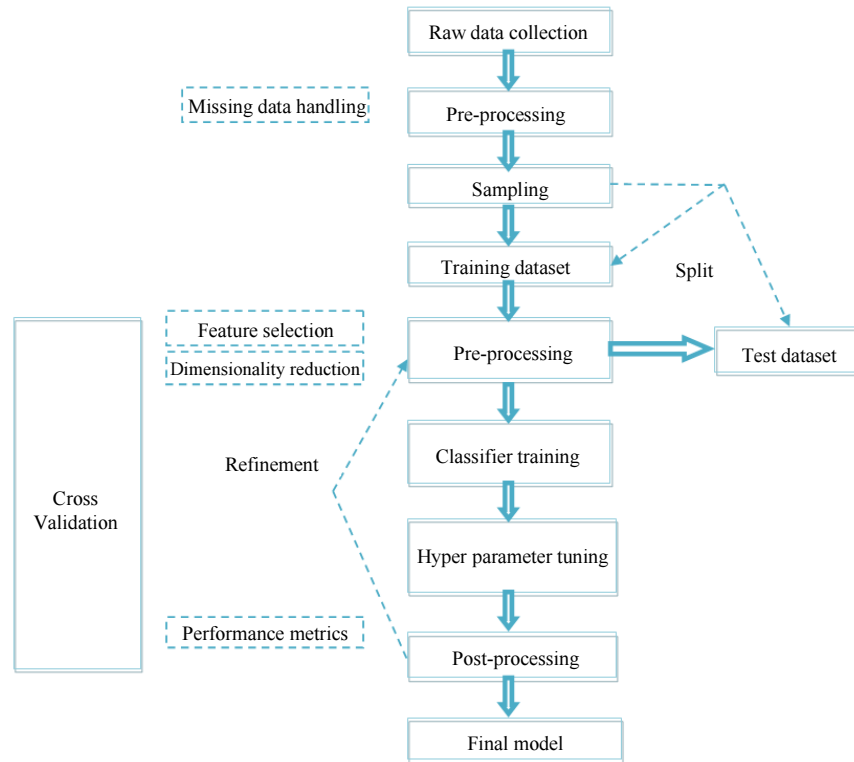 Raw data collection
Missing data handling
Pre-processing
Sampling
Training dataset
Split
Feature selection
Pre-processing
Test dataset
Dimensionality reduction
Refinement
Classifier training
Cross
Validation
Hyper parameter tuning
Performance metrics
Post-processing
Final model